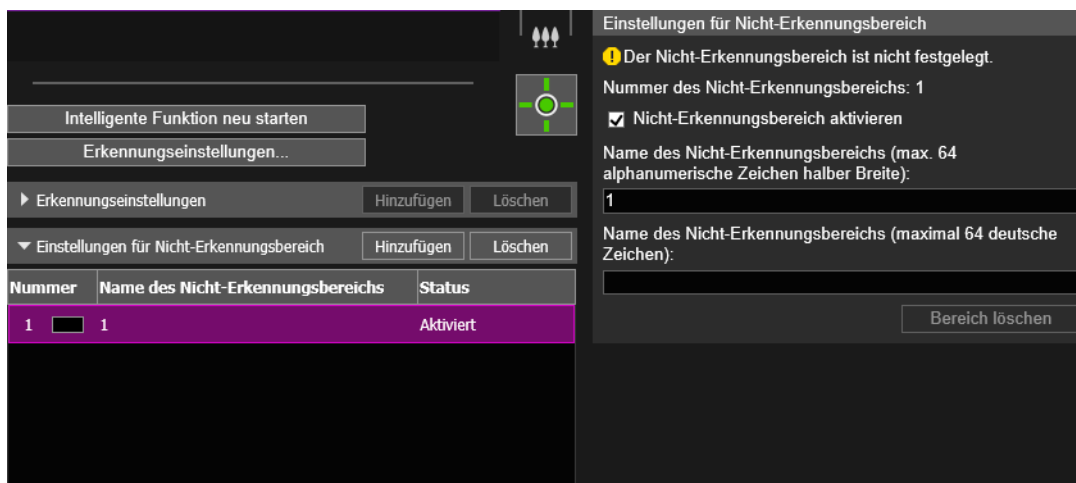 Intelligente Funktion neu starten
Erkennungseinstellungen...
Erkennungseinstellungen Hinzufügen Löschen
Einstellungen für Nicht-Erkennungsbereich Hinzufügen Löschen
Nummer Name des Nicht-Erkennungsbereichs Status
1 1 Aktiviert
Einstellungen für Nicht-Erkennungsbereich
Der Nicht-Erkennungsbereich ist nicht festgelegt.
Nummer des Nicht-Erkennungsbereichs: 1
Nicht-Erkennungsbereich aktivieren
Name des Nicht-Erkennungsbereichs (max. 64
alphanumerische Zeichen halber Breite):
1
Name des Nicht-Erkennungsbereichs (maximal 64 deutsche
Zeichen):
Bereich löschen